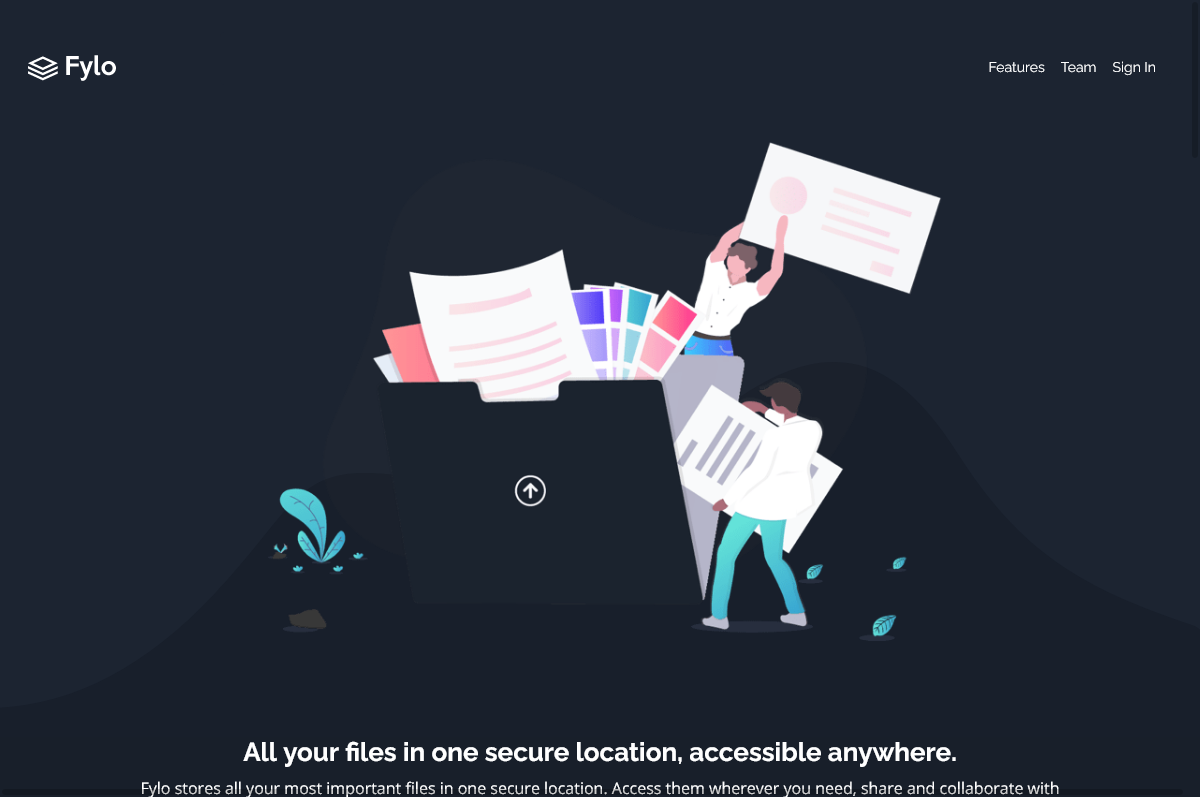 Fylo
Features Team Sign In
All your files in one secure location, accessible anywhere.
Fylo stores all your most important files in one secure location. Access them wherever you need, share and collaborate with